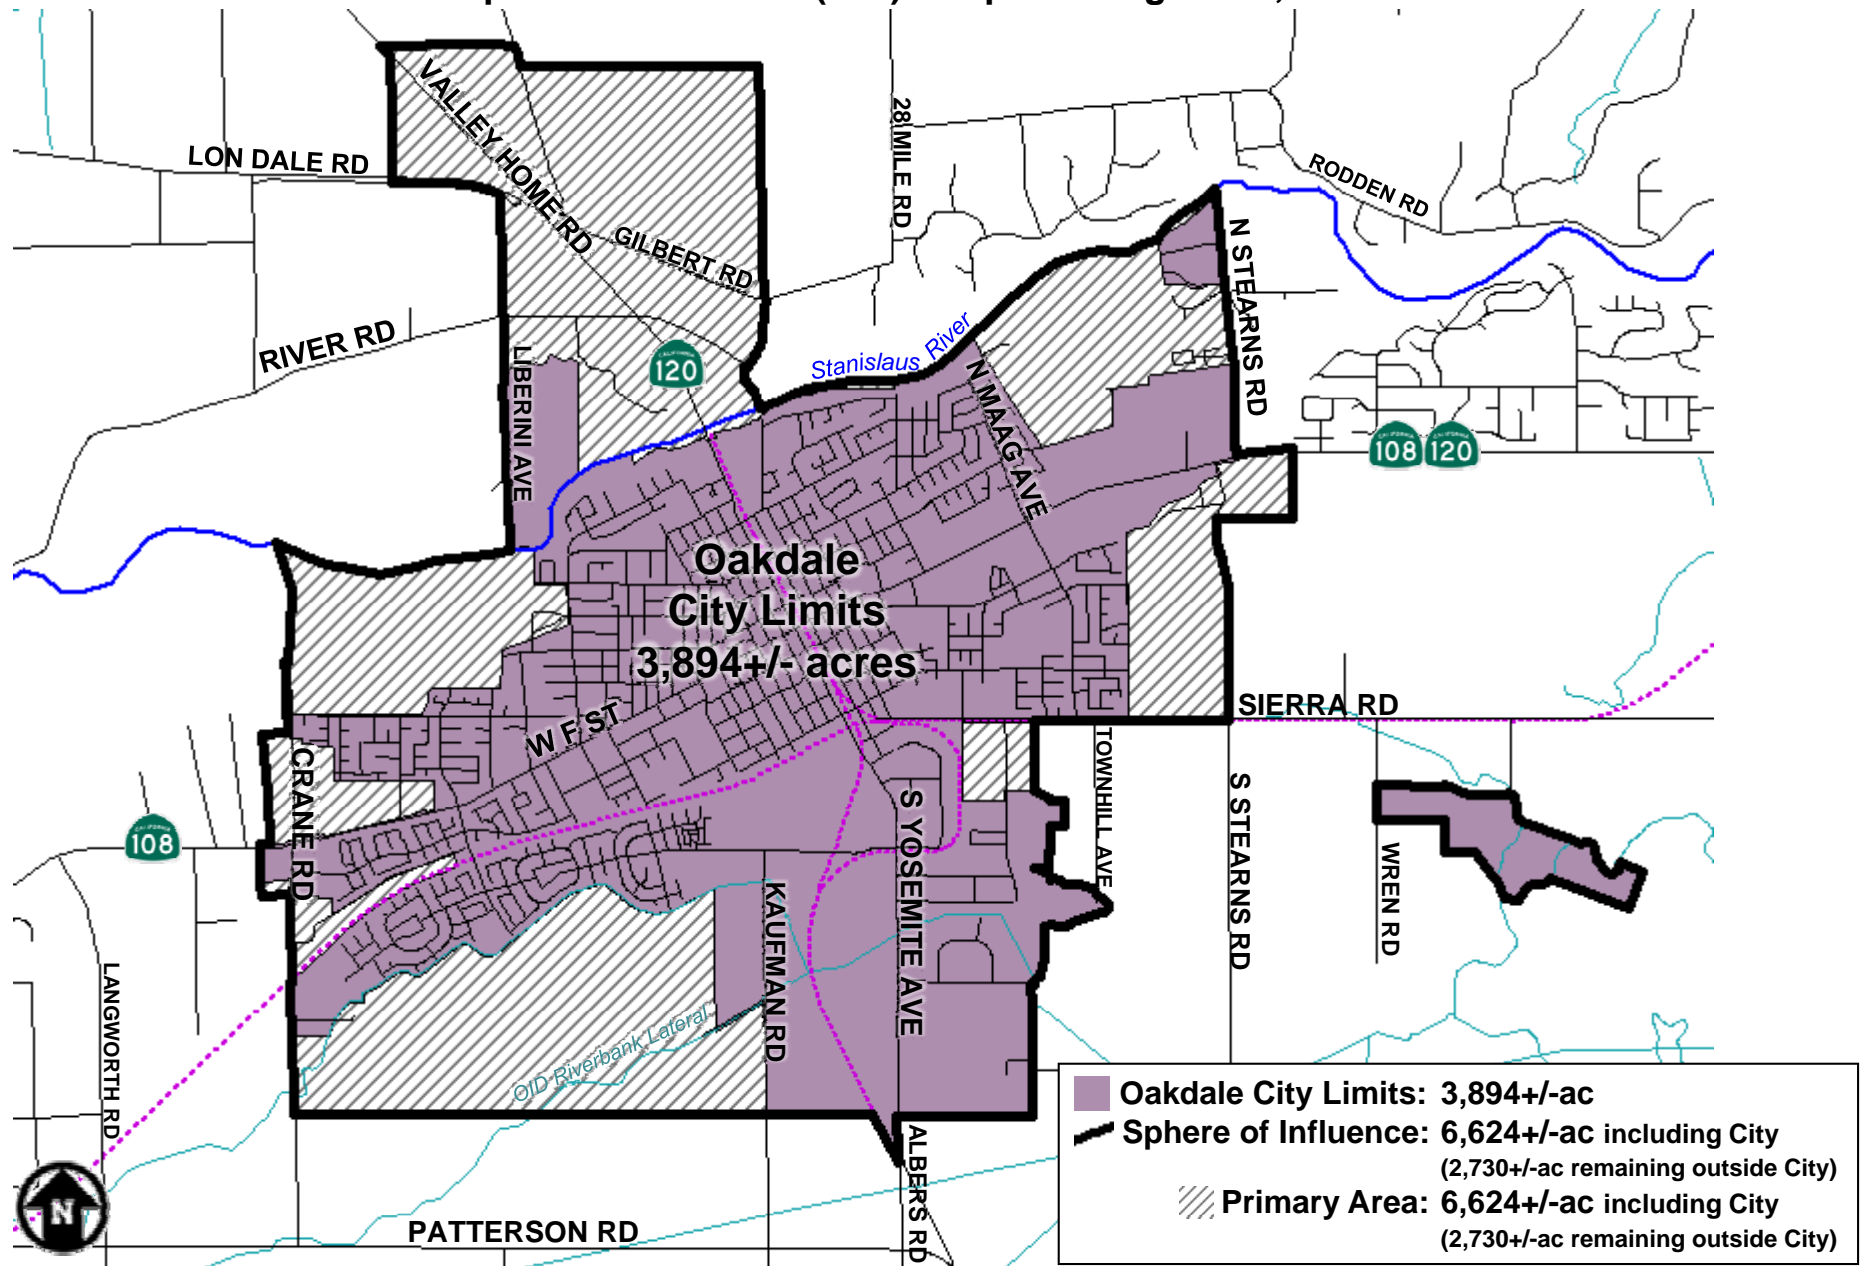 VALLEY HOME RD
28 MILE RD
LON DALE RD
RODDEN RD
GILBERT RD
N STEARNS RD
RIVER RD
Stanislaus River
LIBERINI AVE
CALIFORNIA
120
N MAAG AVE
CALIFORNIA
108
CALIFORNIA
120
Oakdale
City Limits
3,894+/- acres
SIERRA RD
W F ST
CRANE RD
TOWNHILL AVE
S STEARNS RD
S YOSEMITE AVE
CALIFORNIA
108
WREN RD
KAUFMAN RD
LANGWORTH RD
OID Riverbank Lateral
ALBERS RD
PATTERSON RD
N
Oakdale City Limits: 3,894+/-ac
Sphere of Influence: 6,624+/-ac including City
(2,730+/-ac remaining outside City)
Primary Area: 6,624+/-ac including City
(2,730+/-ac remaining outside City)